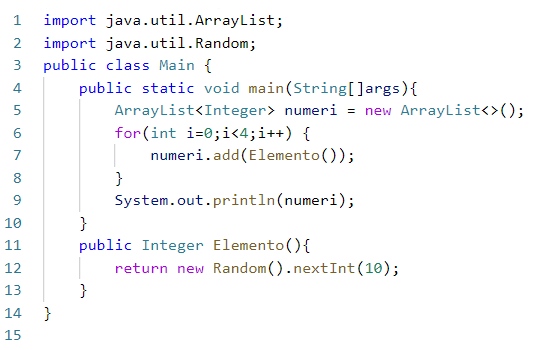 1 import java.util.ArrayList;
2 import java.util.Random;
3 public class Main {
4     public static void main(String[]args){
5         ArrayList<Integer> numeri = new ArrayList<>();
6         for(int i=0;i<4;i++) {
7             numeri.add(Elemento());
8         }
9         System.out.println(numeri);
10     }
11     public Integer Elemento(){
12         return new Random().nextInt(10);
13     }
14 }
15